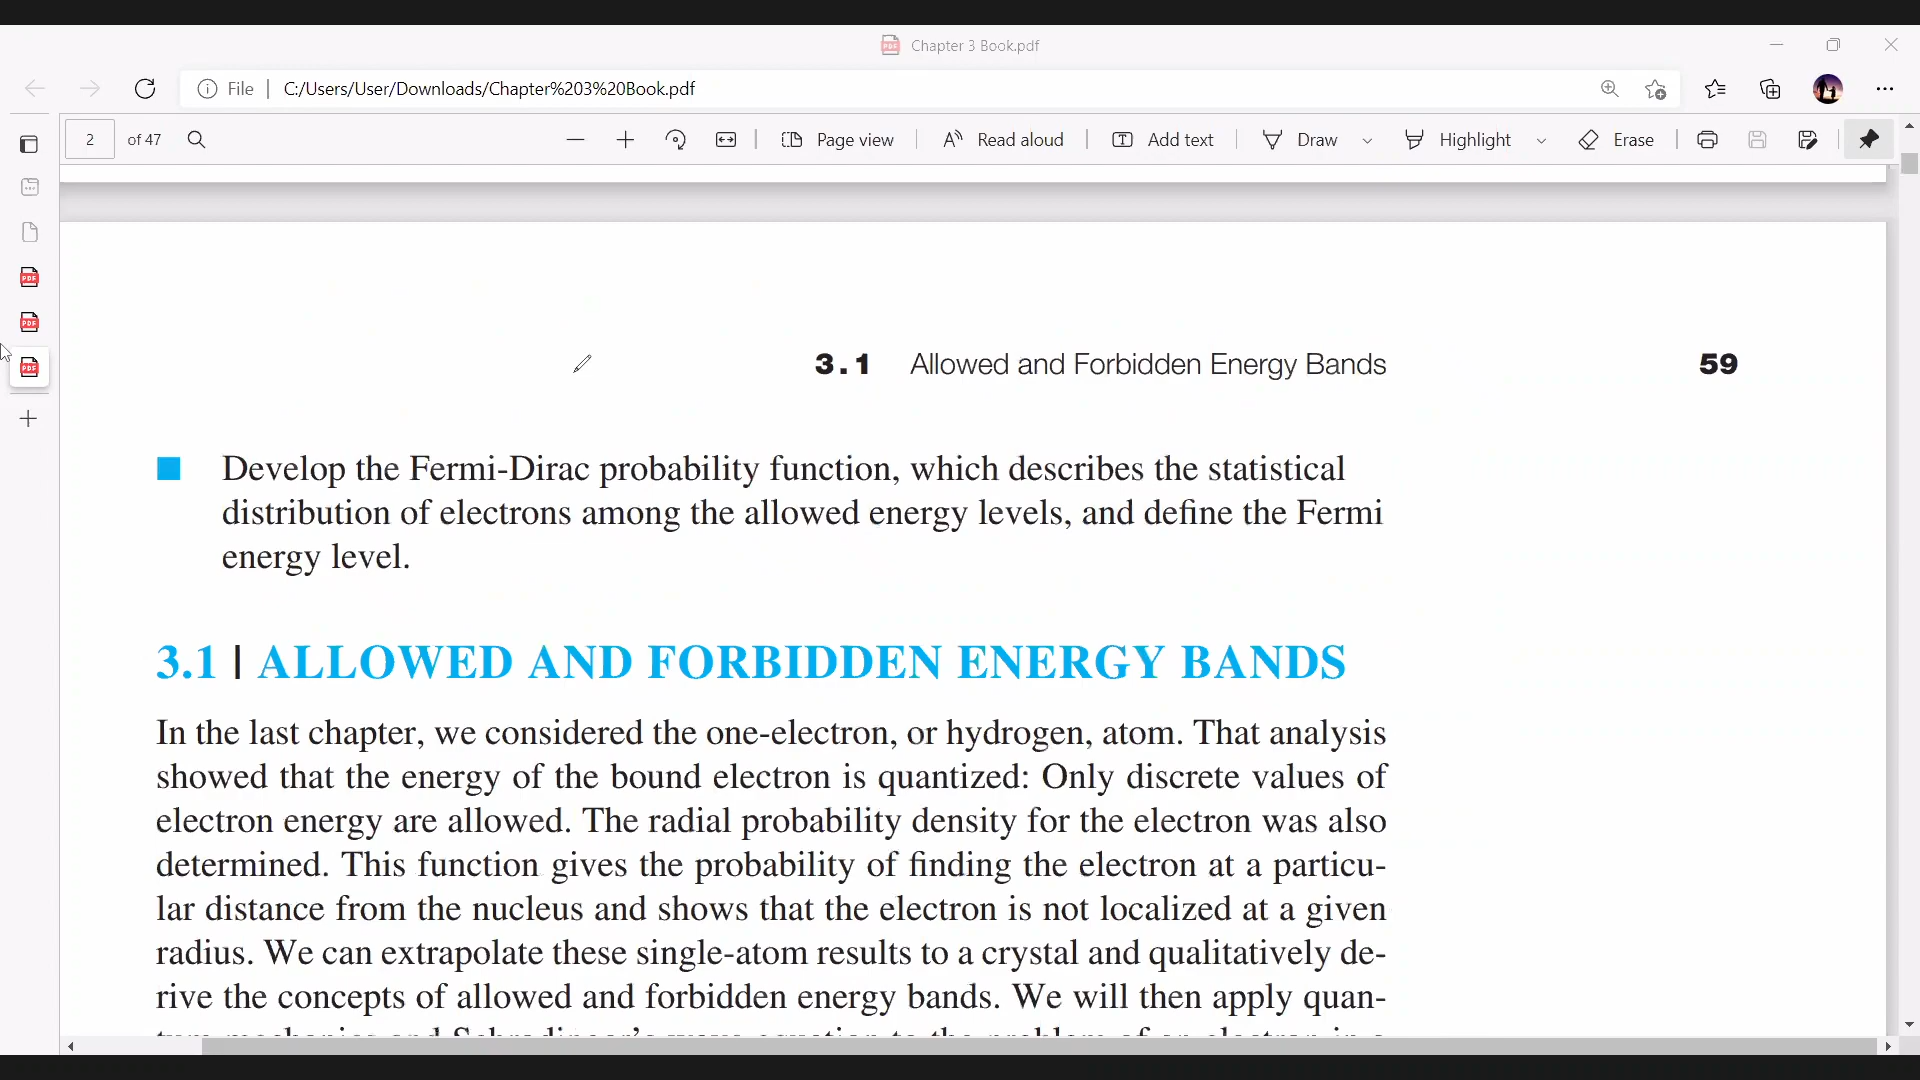 Chapter 3 Book.pdf
File | C:/Users/User/Downloads/Chapter%203%20Book.pdf
2 of 47 Page view Read aloud Add text Draw Highlight Erase
3.1 Allowed and Forbidden Energy Bands 59
Develop the Fermi-Dirac probability function, which describes the statistical
distribution of electrons among the allowed energy levels, and define the Fermi
energy level.
3.1 | ALLOWED AND FORBIDDEN ENERGY BANDS
In the last chapter, we considered the one-electron, or hydrogen, atom. That analysis
showed that the energy of the bound electron is quantized: Only discrete values of
electron energy are allowed. The radial probability density for the electron was also
determined. This function gives the probability of finding the electron at a particu-
lar distance from the nucleus and shows that the electron is not localized at a given
radius. We can extrapolate these single-atom results to a crystal and qualitatively de-
rive the concepts of allowed and forbidden energy bands. We will then apply quan-